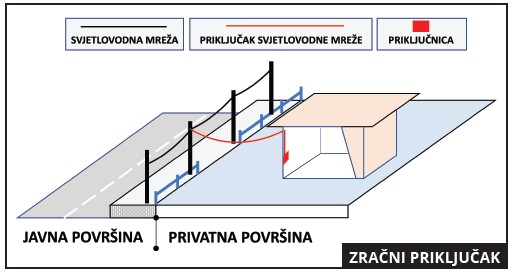 SVJETLOVODNA MREŽA
PRIKLJUČAK SVJETLOVODNE MREŽE
PRIKLJUČNICA
JAVNA POVRŠINA
PRIVATNA POVRŠINA
ZRAČNI PRIKLJUČAK